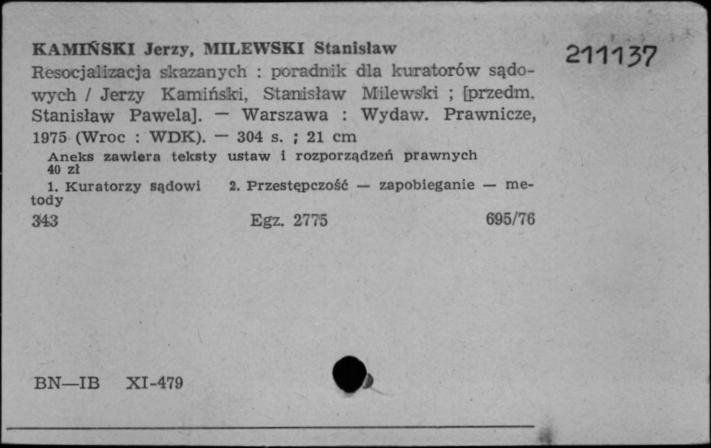 KAMIŃSKI Jerzy, MILEWSKI Stanisław
211137
Resocjalizacja skazanych : poradnik dla kuratorów sądo-
wych / Jerzy Kamiński, Stanisław Milewski ; [przedm.
Stanisław Pawela]. — Warszawa : Wydaw. Prawnicze,
1975 (Wroc : WDK). — 304 s. ; 21 cm
Aneks zawiera teksty ustaw i rozporządzeń prawnych
40 zł
1. Kuratorzy sądowi 2. Przestępczość — zapobieganie — me-
tody
343 Egz. 2775 695/76
BN—IB XI-479